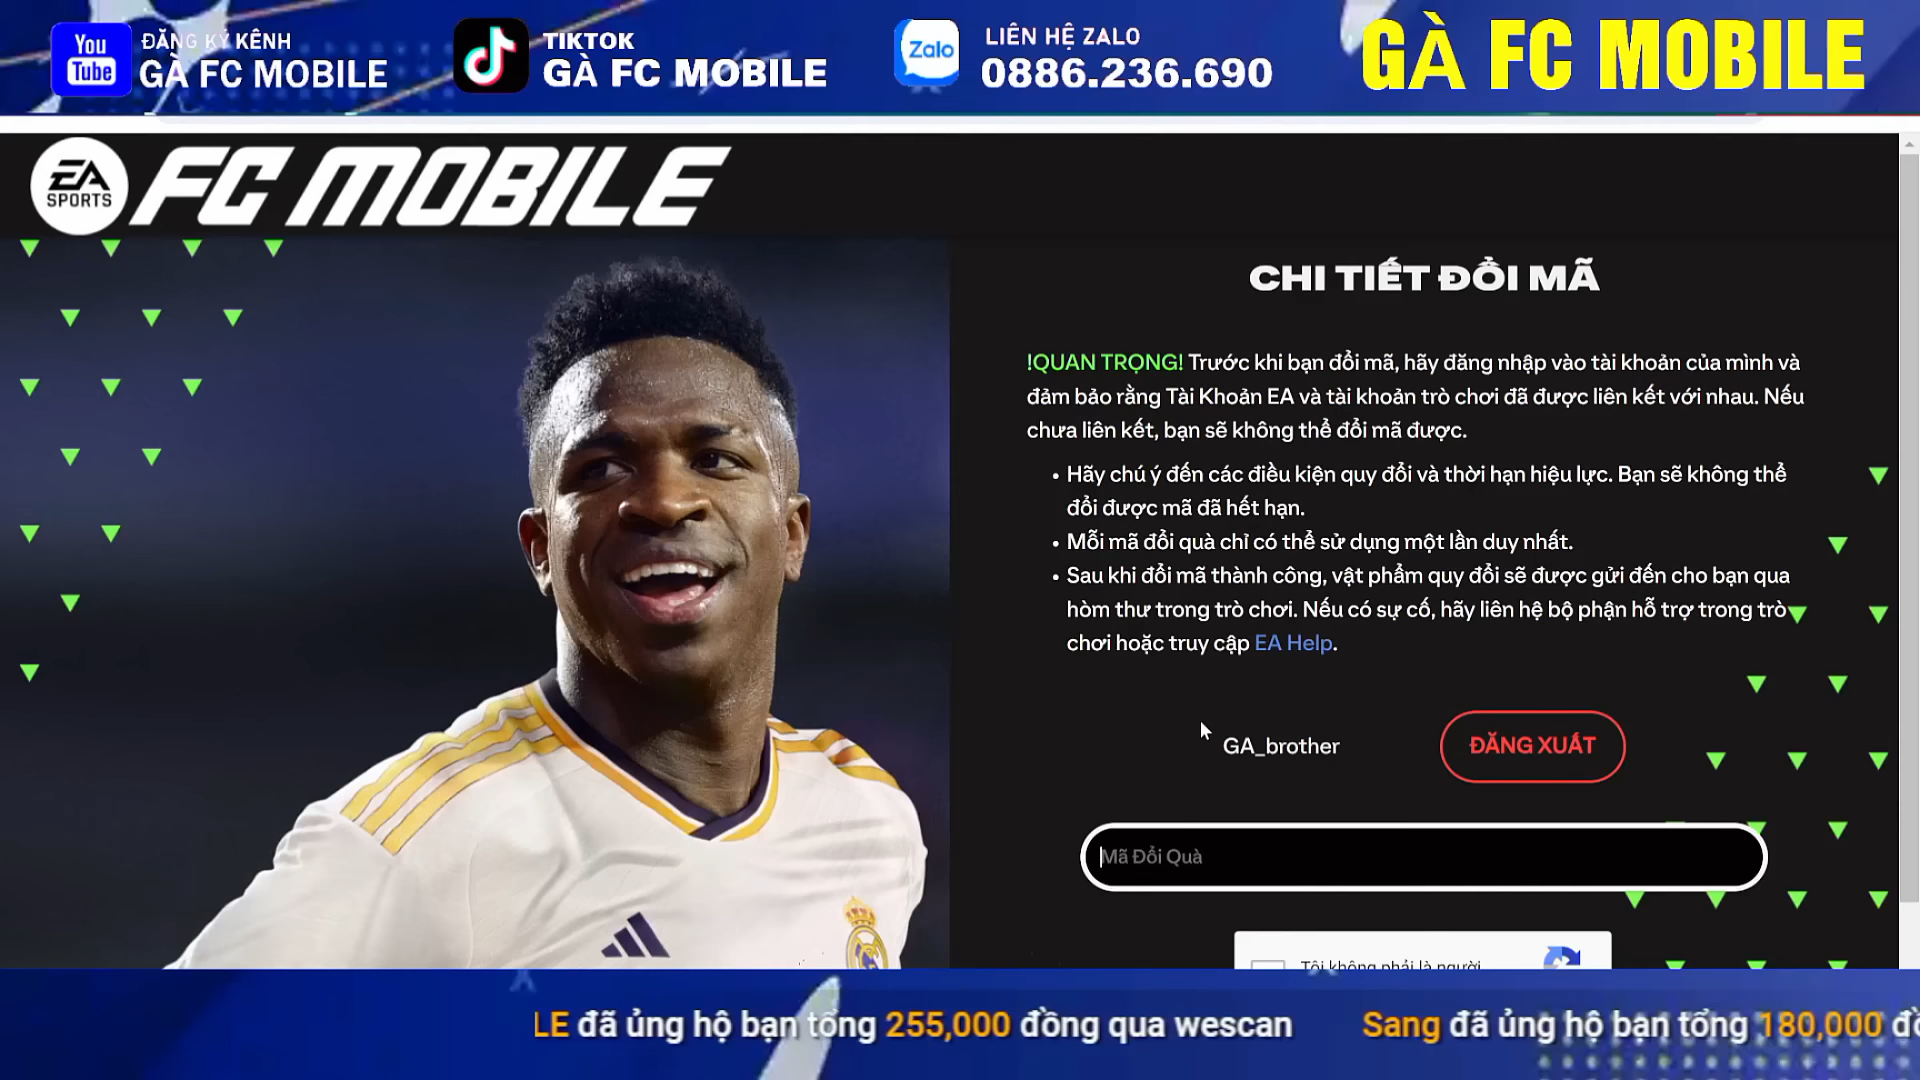 You
Tube
ĐĂNG KÝ KÊNH
GÀ FC MOBILE
TIKTOK
GÀ FC MOBILE
Zalo
LIÊN HỆ ZALO
0886.236.690
GÀ FC MOBILE
EA
SPORTS
FC MOBILE
CHI TIẾT ĐỔI MÃ
!QUAN TRỌNG! Trước khi bạn đổi mã, hãy đăng nhập vào tài khoản của mình và
đảm bảo rằng Tài Khoản EA và tài khoản trò chơi đã được liên kết với nhau. Nếu
chưa liên kết, bạn sẽ không thể đổi mã được.
• Hãy chú ý đến các điều kiện quy đổi và thời hạn hiệu lực. Bạn sẽ không thể
đổi được mã đã hết hạn.
• Mỗi mã đổi quà chỉ có thể sử dụng một lần duy nhất.
• Sau khi đổi mã thành công, vật phẩm quy đổi sẽ được gửi đến cho bạn qua
hòm thư trong trò chơi. Nếu có sự cố, hãy liên hệ bộ phận hỗ trợ trong trò
chơi hoặc truy cập EA Help.
GA_brother
ĐĂNG XUẤT
Mã Đổi Quà
Tôi không phải là người
LE đã ủng hộ bạn tổng 255,000 đồng qua wescan
Sang đã ủng hộ bạn tổng 180,000